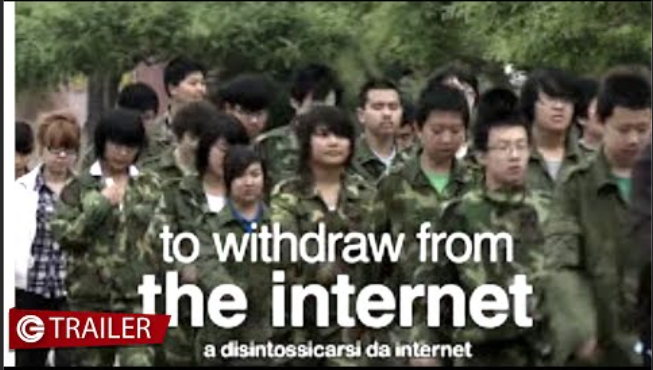 to withdraw from
the internet
TRAILER
a disintossicarsi da internet